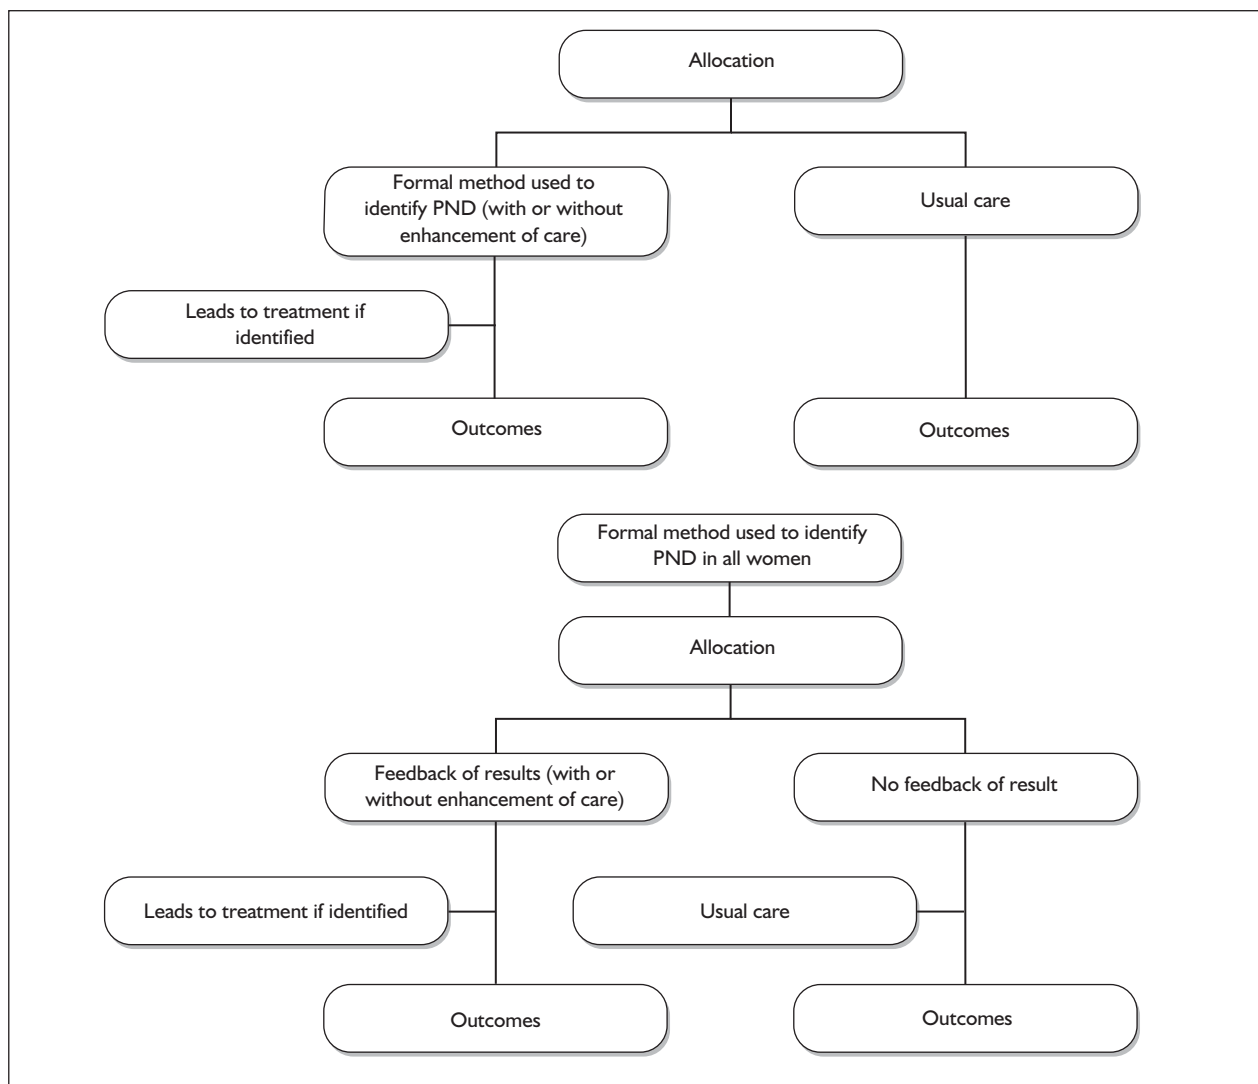 Allocation
Formal method used to
identify PND (with or without
enhancement of care)
Usual care
Leads to treatment if
identified
Outcomes
Outcomes
Formal method used to identify
PND in all women
Allocation
Feedback of results (with or
without enhancement of care)
No feedback of result
Leads to treatment if identified
Usual care
Outcomes
Outcomes